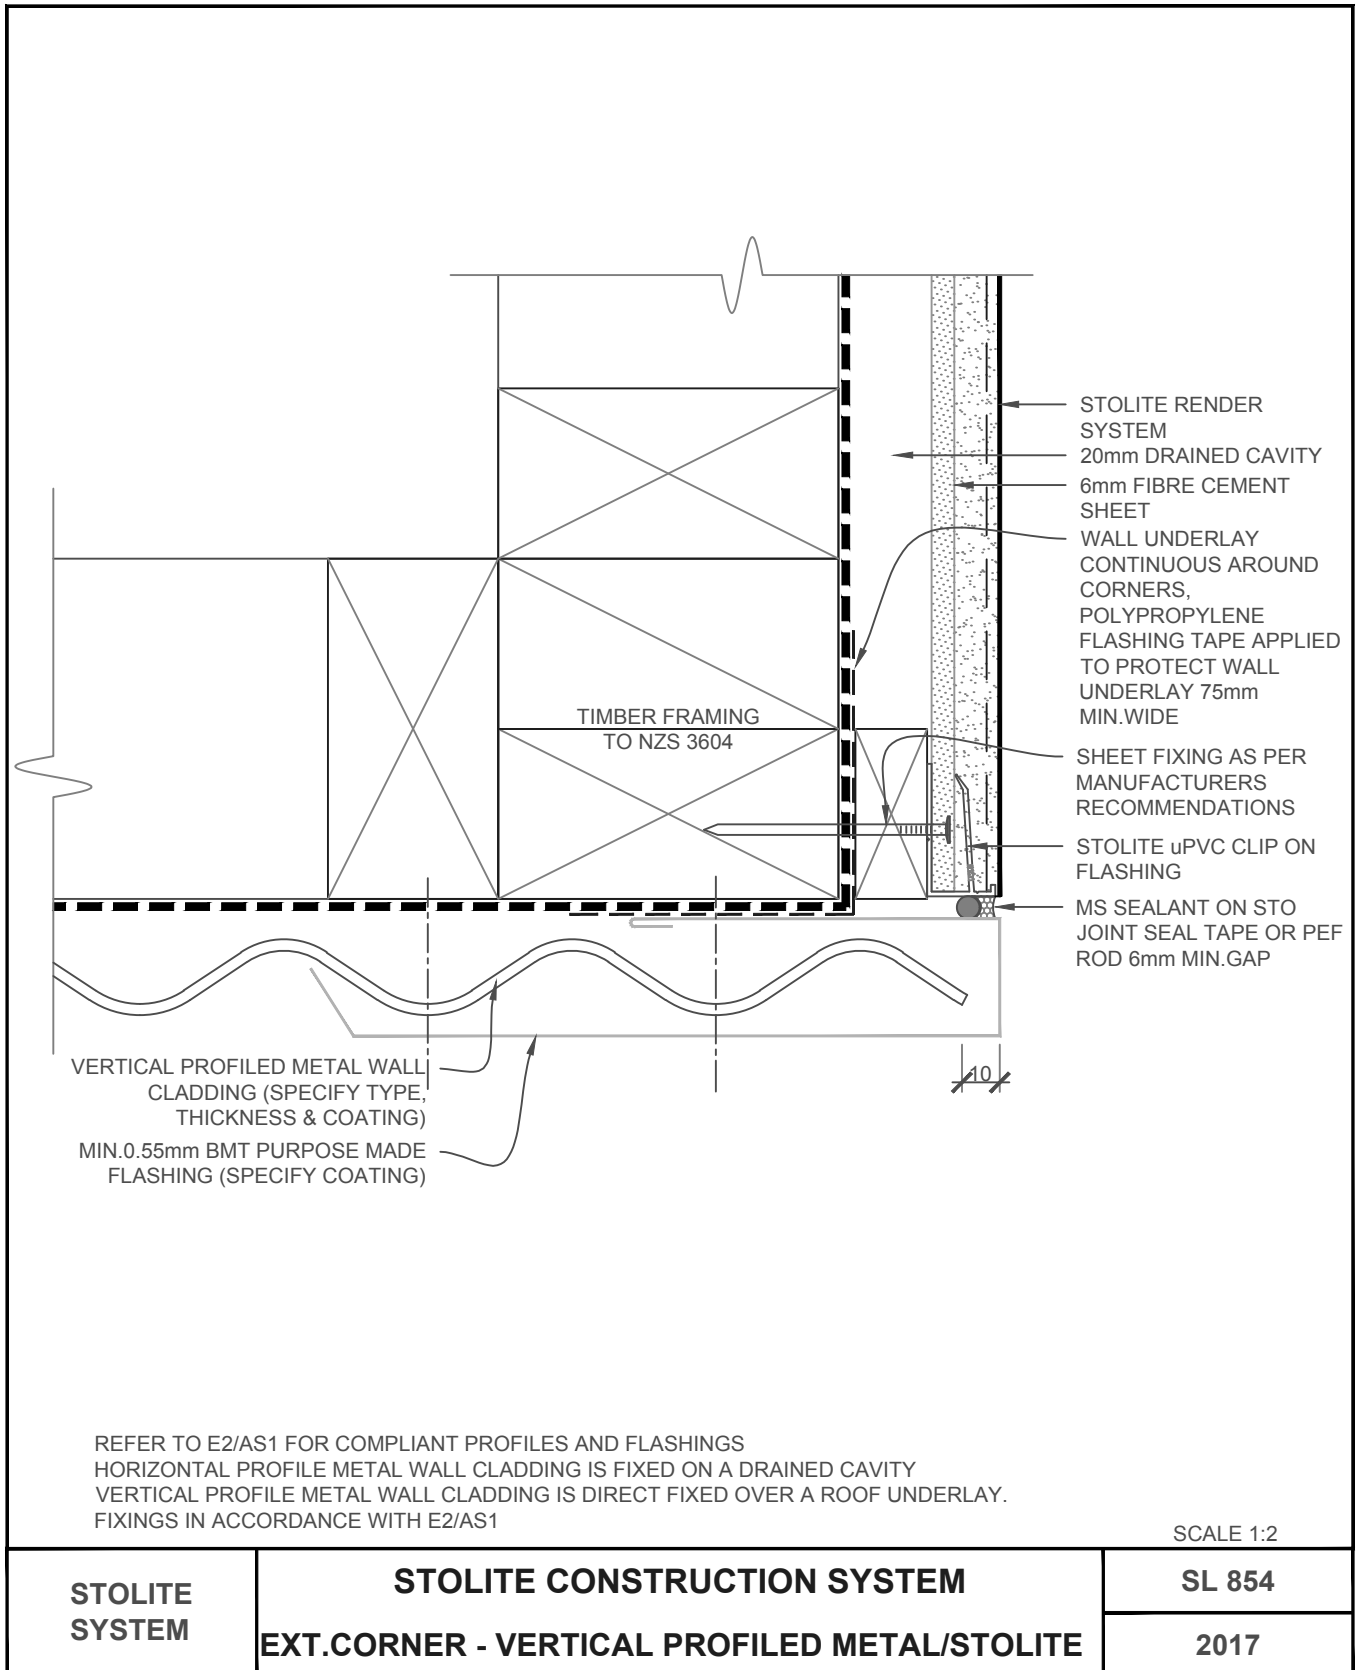 STOLITE RENDER
SYSTEM
20mm DRAINED CAVITY
6mm FIBRE CEMENT
SHEET
WALL UNDERLAY
CONTINUOUS AROUND
CORNERS,
POLYPROPYLENE
FLASHING TAPE APPLIED
TO PROTECT WALL
UNDERLAY 75mm
MIN.WIDE
TIMBER FRAMING
TO NZS 3604
SHEET FIXING AS PER
MANUFACTURERS
RECOMMENDATIONS
STOLITE uPVC CLIP ON
FLASHING
MS SEALANT ON STO
JOINT SEAL TAPE OR PEF
ROD 6mm MIN.GAP
10
VERTICAL PROFILED METAL WALL
CLADDING (SPECIFY TYPE,
THICKNESS & COATING)
MIN.0.55mm BMT PURPOSE MADE
FLASHING (SPECIFY COATING)
REFER TO E2/AS1 FOR COMPLIANT PROFILES AND FLASHINGS
HORIZONTAL PROFILE METAL WALL CLADDING IS FIXED ON A DRAINED CAVITY
VERTICAL PROFILE METAL WALL CLADDING IS DIRECT FIXED OVER A ROOF UNDERLAY.
FIXINGS IN ACCORDANCE WITH E2/AS1
SCALE 1:2
STOLITE
SYSTEM
STOLITE CONSTRUCTION SYSTEM
EXT.CORNER - VERTICAL PROFILED METAL/STOLITE
SL 854
2017